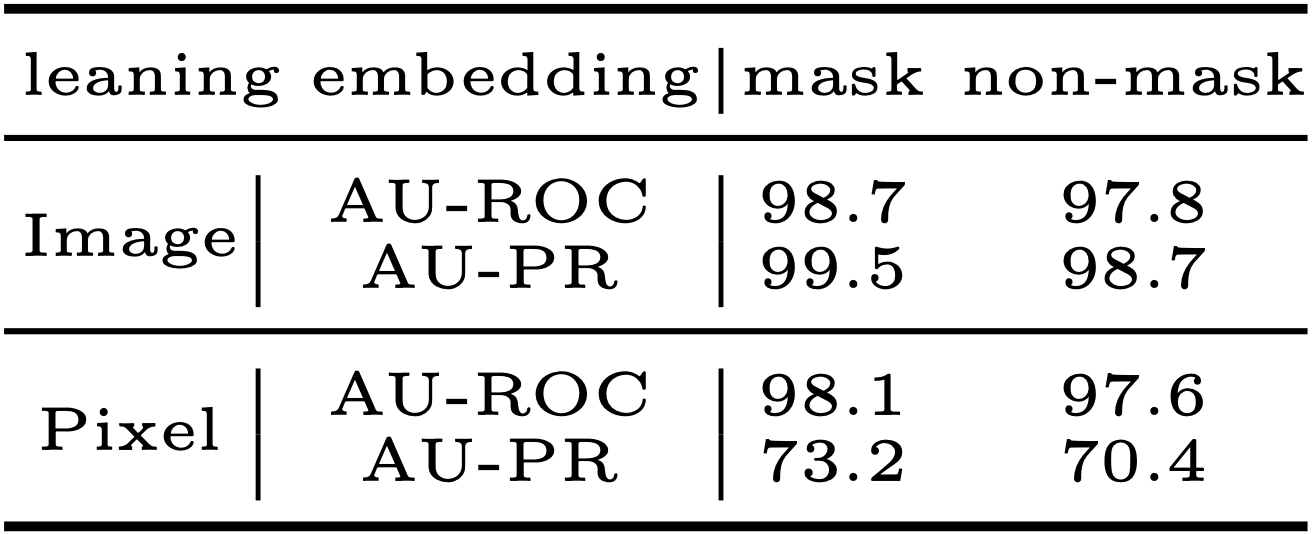 leaning embedding mask non-mask
Image AU-ROC 98.7 97.8
AU-PR 99.5 98.7
Pixel AU-ROC 98.1 97.6
AU-PR 73.2 70.4